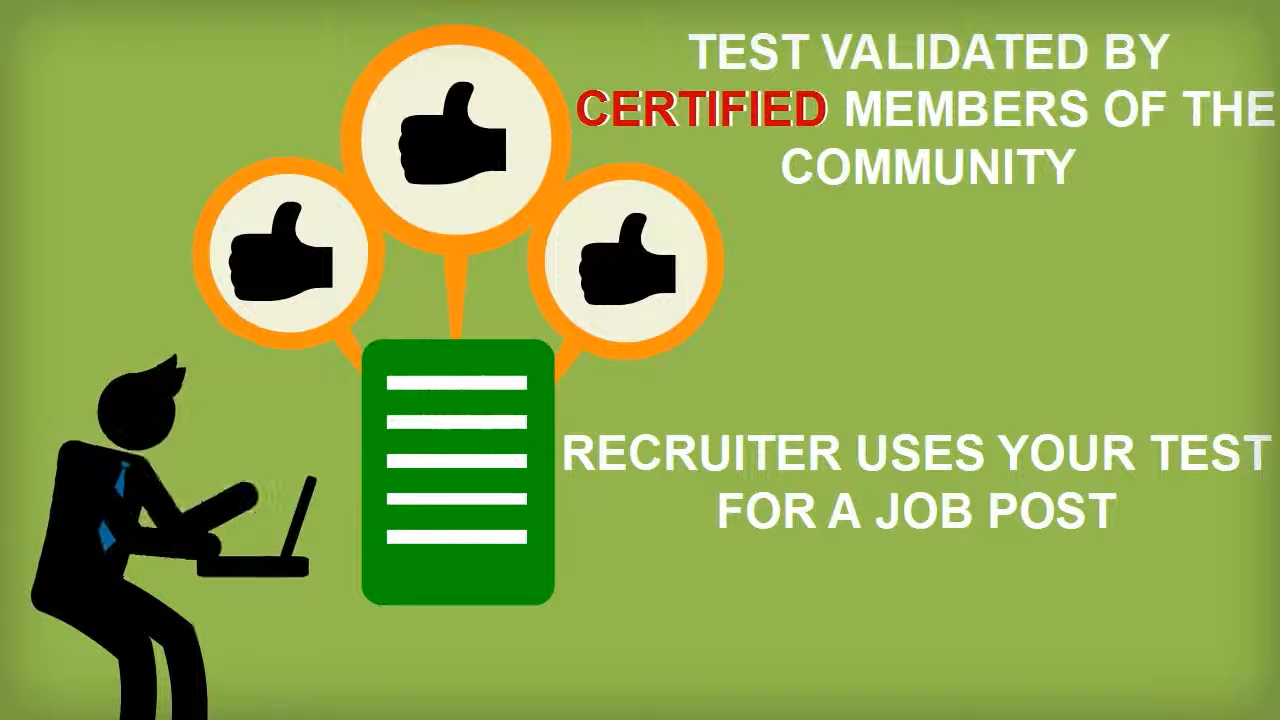 TEST VALIDATED BY
CERTIFIED MEMBERS OF THE
COMMUNITY
RECRUITER USES YOUR TEST
FOR A JOB POST